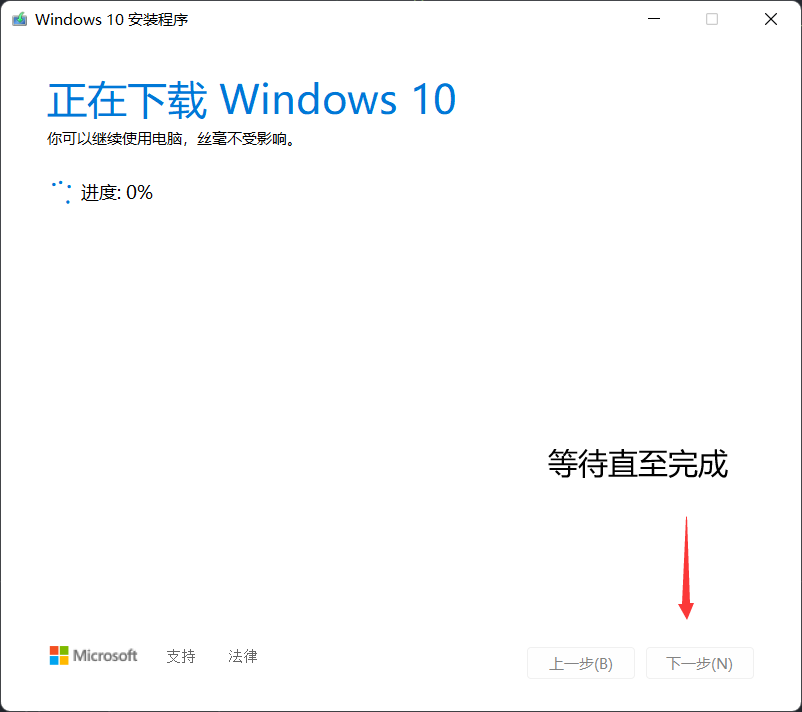 Windows 10 安装程序
正在下载 Windows 10
你可以继续使用电脑，丝毫不受影响。
进度: 0%
等待直至完成
Microsoft 支持 法律 上一步(B) 下一步(N)